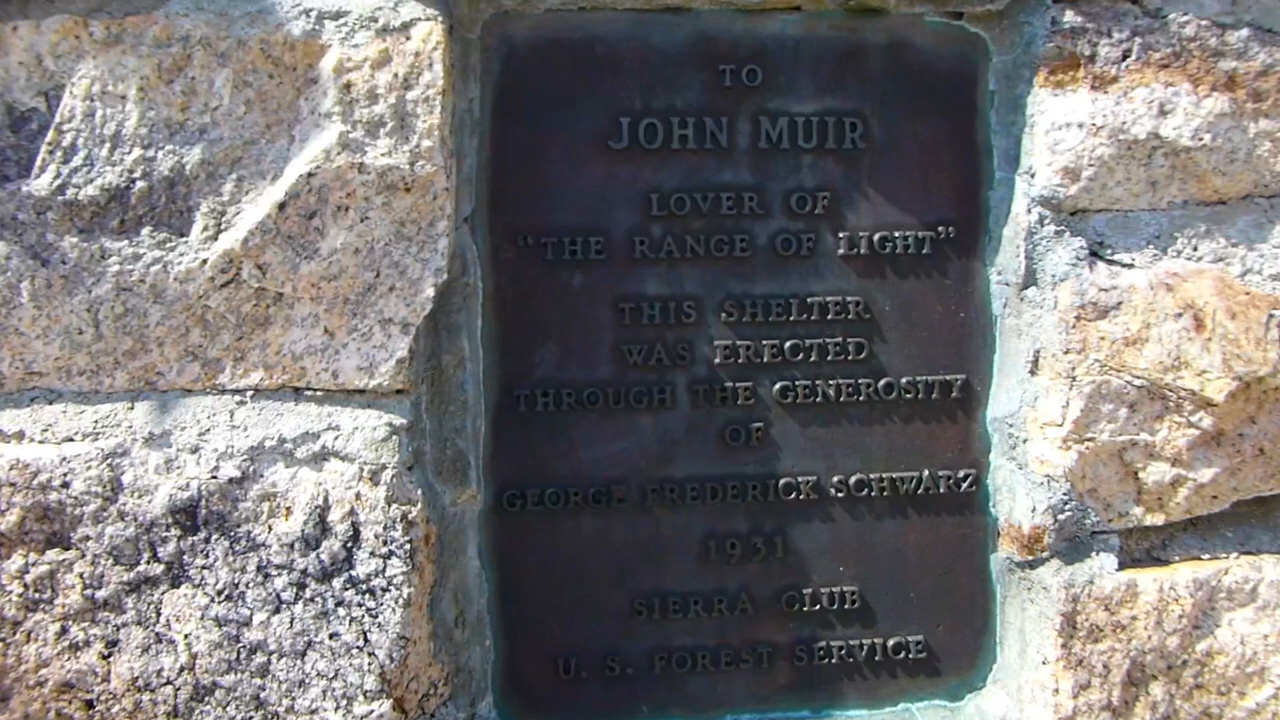 TO
JOHN MUIR
LOVER OF
“THE RANGE OF LIGHT”
THIS SHELTER
WAS ERECTED
THROUGH THE GENEROSITY
OF
GEORGE FREDERICK SCHWARZ
1931
SIERRA CLUB
U. S. FOREST SERVICE